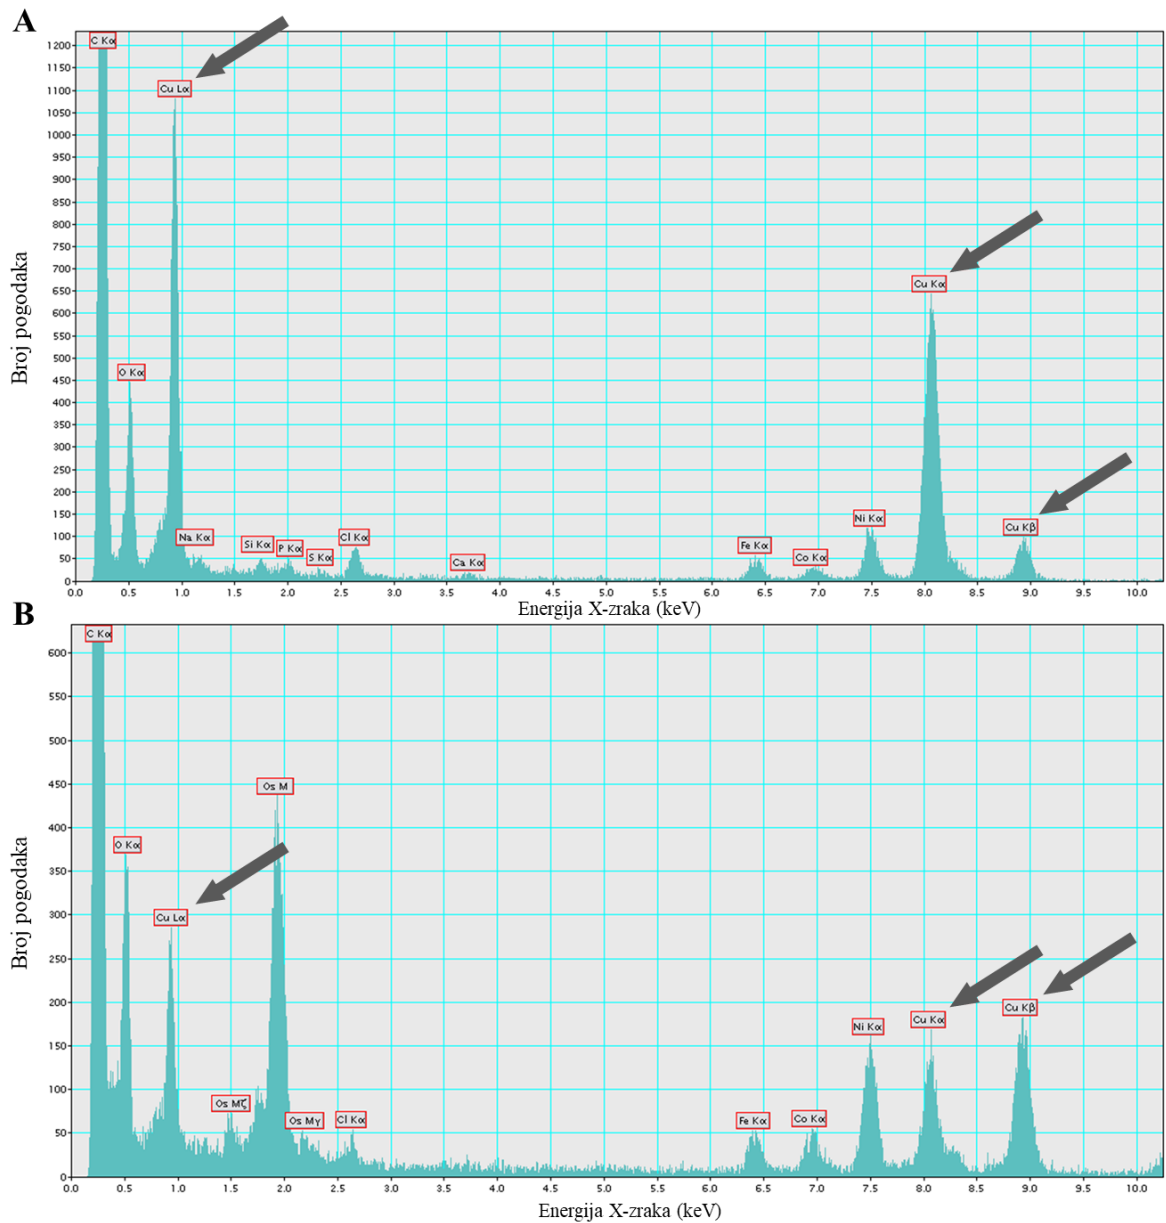 A
C Kα
Cu Lα
O Kα
Na Kα
Si Kα
P Kα
S Kα
Cl Kα
Ca Kα
Fe Kα
Co Kα
Ni Kα
Cu Kα
Cu Kβ
1200
1150
1100
1050
1000
950
900
850
800
750
700
650
600
550
500
450
400
350
300
250
200
150
100
50
0
Broj pogodaka
0.0 0.5 1.0 1.5 2.0 2.5 3.0 3.5 4.0 4.5 5.0 5.5 6.0 6.5 7.0 7.5 8.0 8.5 9.0 9.5 10.0
Energija X-zraka (keV)
B
C Kα
O Kα
Cu Lα
Os Mζ
Os M
Os Mγ
Cl Kα
Fe Kα
Co Kα
Ni Kα
Cu Kα
Cu Kβ
600
550
500
450
400
350
300
250
200
150
100
50
0
Broj pogodaka
0.0 0.5 1.0 1.5 2.0 2.5 3.0 3.5 4.0 4.5 5.0 5.5 6.0 6.5 7.0 7.5 8.0 8.5 9.0 9.5 10.0
Energija X-zraka (keV)